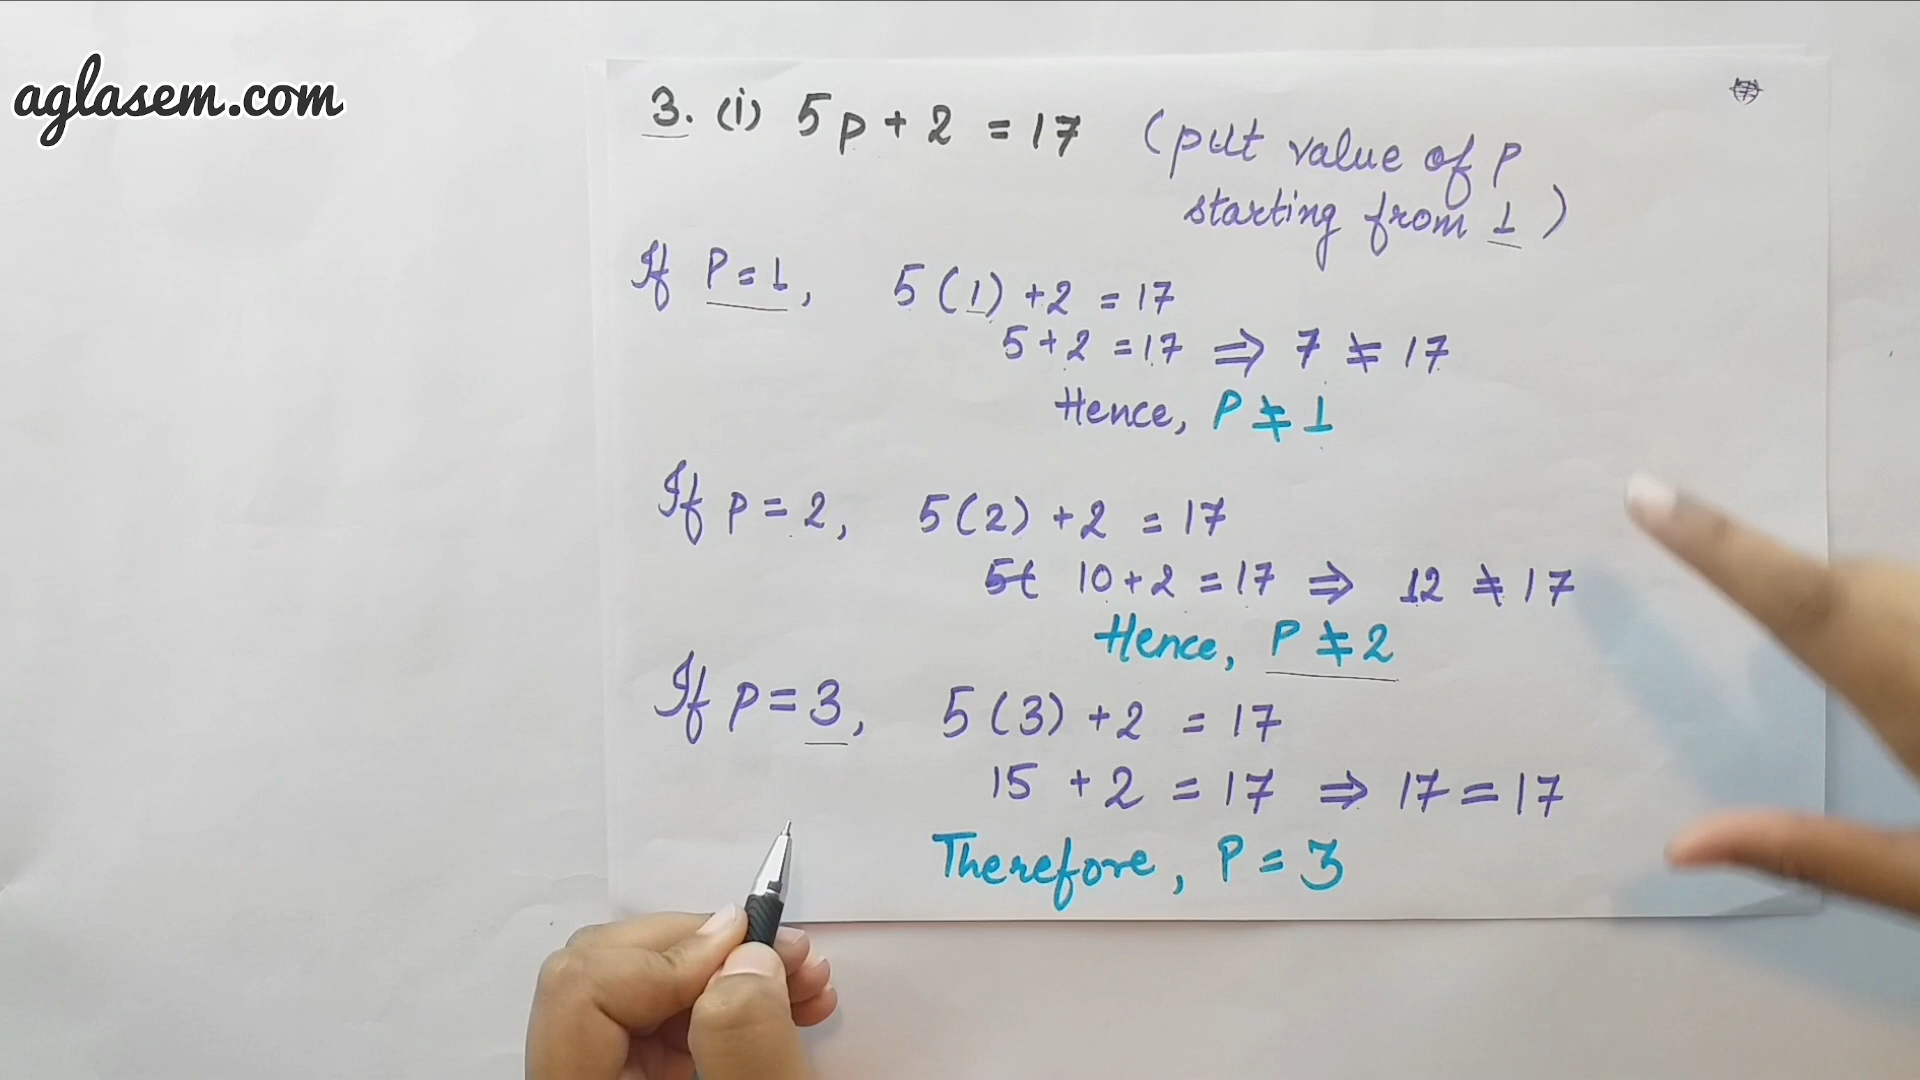 aglasem.com
3. (i) 5p + 2 = 17 (put value of P
starting from 1)
If P = 1, 5(1) + 2 = 17
5 + 2 = 17 ⇒ 7 ≠ 17
Hence, P ≠ 1
If p = 2, 5(2) + 2 = 17
10 + 2 = 17 ⇒ 12 ≠ 17
Hence, P ≠ 2
If p = 3, 5(3) + 2 = 17
15 + 2 = 17 ⇒ 17 = 17
Therefore, P = 3